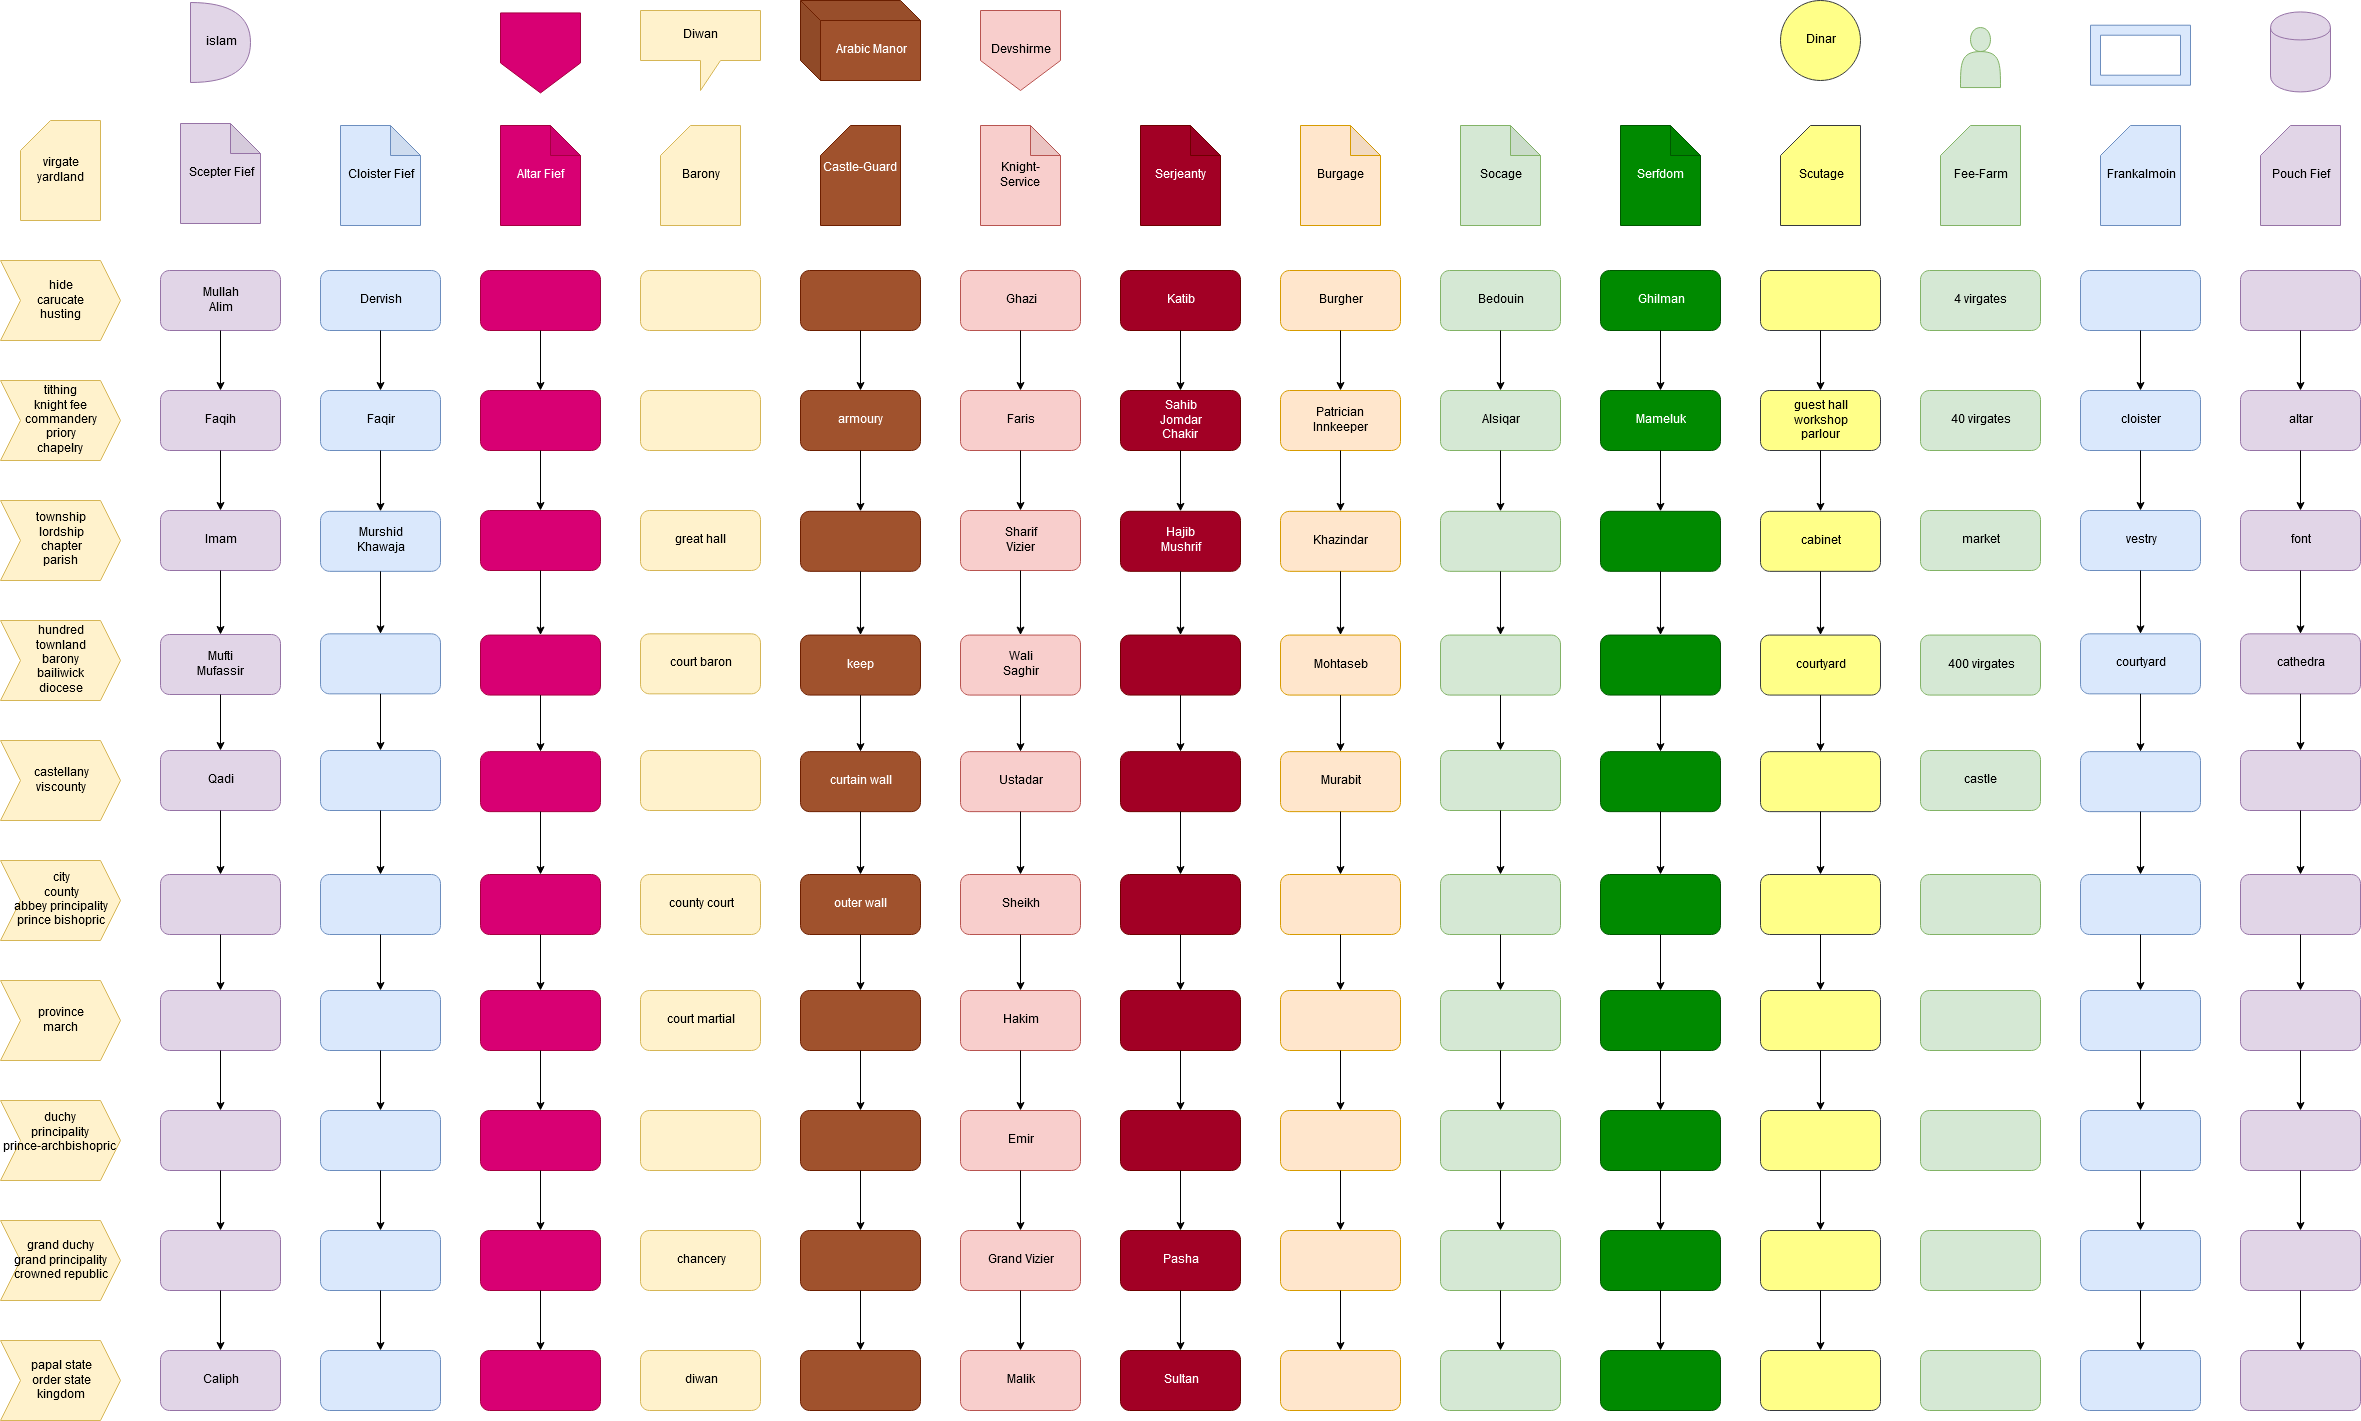 islam
Diwan
Arabic Manor
Devshirme
Dinar
virgate
yardland
Scepter Fief
Cloister Fief
Altar Fief
Barony
Castle-Guard
Knight-
Service
Serjeanty
Burgage
Socage
Serfdom
Scutage
Fee-Farm
Frankalmoin
Pouch Fief
hide
carucate
husting
Mullah
Alim
Dervish
Ghazi
Katib
Burgher
Bedouin
Ghilman
4 virgates
tithing
knight fee
commandery
priory
chapelry
Faqih
Faqir
armoury
Faris
Sahib
Jomdar
Chakir
Patrician
Innkeeper
Alsiqar
Mameluk
guest hall
workshop
parlour
40 virgates
cloister
altar
township
lordship
chapter
parish
Imam
Murshid
Khawaja
great hall
Sharif
Vizier
Hajib
Mushrif
Khazindar
cabinet
market
vestry
font
hundred
townland
barony
bailiwick
diocese
Mufti
Mufassir
court baron
keep
Wali
Saghir
Mohtaseb
courtyard
400 virgates
courtyard
cathedra
castellany
viscounty
Qadi
curtain wall
Ustadar
Murabit
castle
city
county
abbey principality
prince bishopric
county court
outer wall
Sheikh
province
march
court martial
Hakim
duchy
principality
prince-archbishopric
Emir
grand duchy
grand principality
crowned republic
chancery
Grand Vizier
Pasha
papal state
order state
kingdom
Caliph
diwan
Malik
Sultan